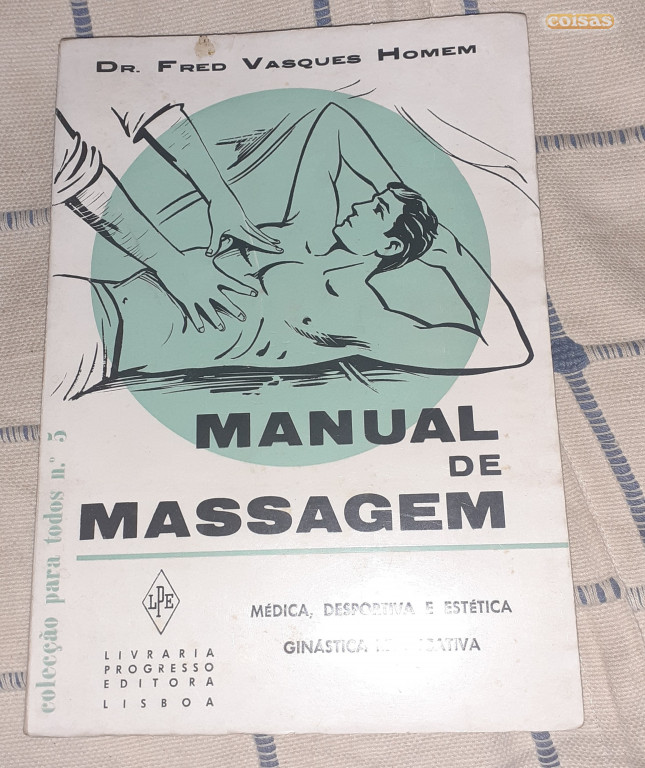 coisas
DR. FRED VASQUES HOMEM
MANUAL
DE
MASSAGEM
colecção para todos n.º 5
LPE
LIVRARIA
PROGRESSO
EDITORA
LISBOA
MÉDICA, DESPORTIVA E ESTÉTICA
GINÁSTICA